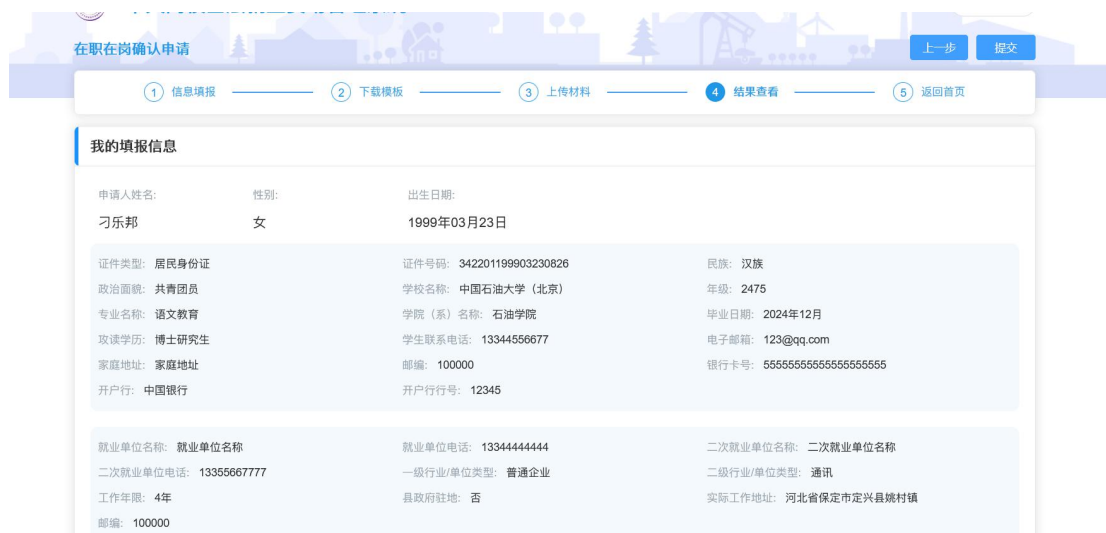 在职在岗确认申请
上一步 提交
1 信息填报 2 下载模板 3 上传材料 4 结果查看 5 返回首页
我的填报信息
申请人姓名: 性别: 出生日期:
刁乐邦 女 1999年03月23日
证件类型: 居民身份证 证件号码: 342201199903230826 民族: 汉族
政治面貌: 共青团员 学校名称: 中国石油大学（北京） 年级: 2475
专业名称: 语文教育 学院（系）名称: 石油学院 毕业日期: 2024年12月
攻读学历: 博士研究生 学生联系电话: 13344556677 电子邮箱: 123@qq.com
家庭地址: 家庭地址 邮编: 100000 银行卡号: 55555555555555555555
开户行: 中国银行 开户行行号: 12345
就业单位名称: 就业单位名称 就业单位电话: 13344444444 二次就业单位名称: 二次就业单位名称
二次就业单位电话: 13355667777 一级行业/单位类型: 普通企业 二级行业/单位类型: 通讯
工作年限: 4年 县政府驻地: 否 实际工作地址: 河北省保定市定兴县姚村镇
邮编: 100000